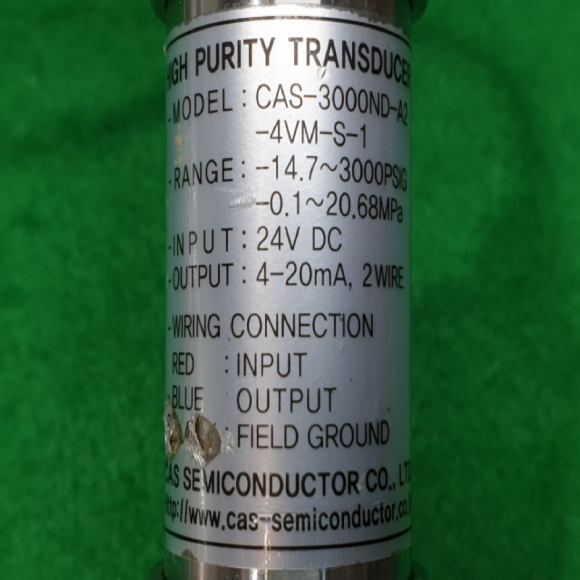 HIGH PURITY TRANSDUCER
-MODEL : CAS-3000ND-A2
-4VM-S-1
-RANGE : -14.7~3000PSIG
-0.1~20.68MPa
-INPUT : 24V DC
-OUTPUT : 4-20mA, 2WIRE
-WIRING CONNECTION
RED : INPUT
BLUE OUTPUT
: FIELD GROUND
CAS SEMICONDUCTOR CO., LTD
http://www.cas-semiconductor.co.